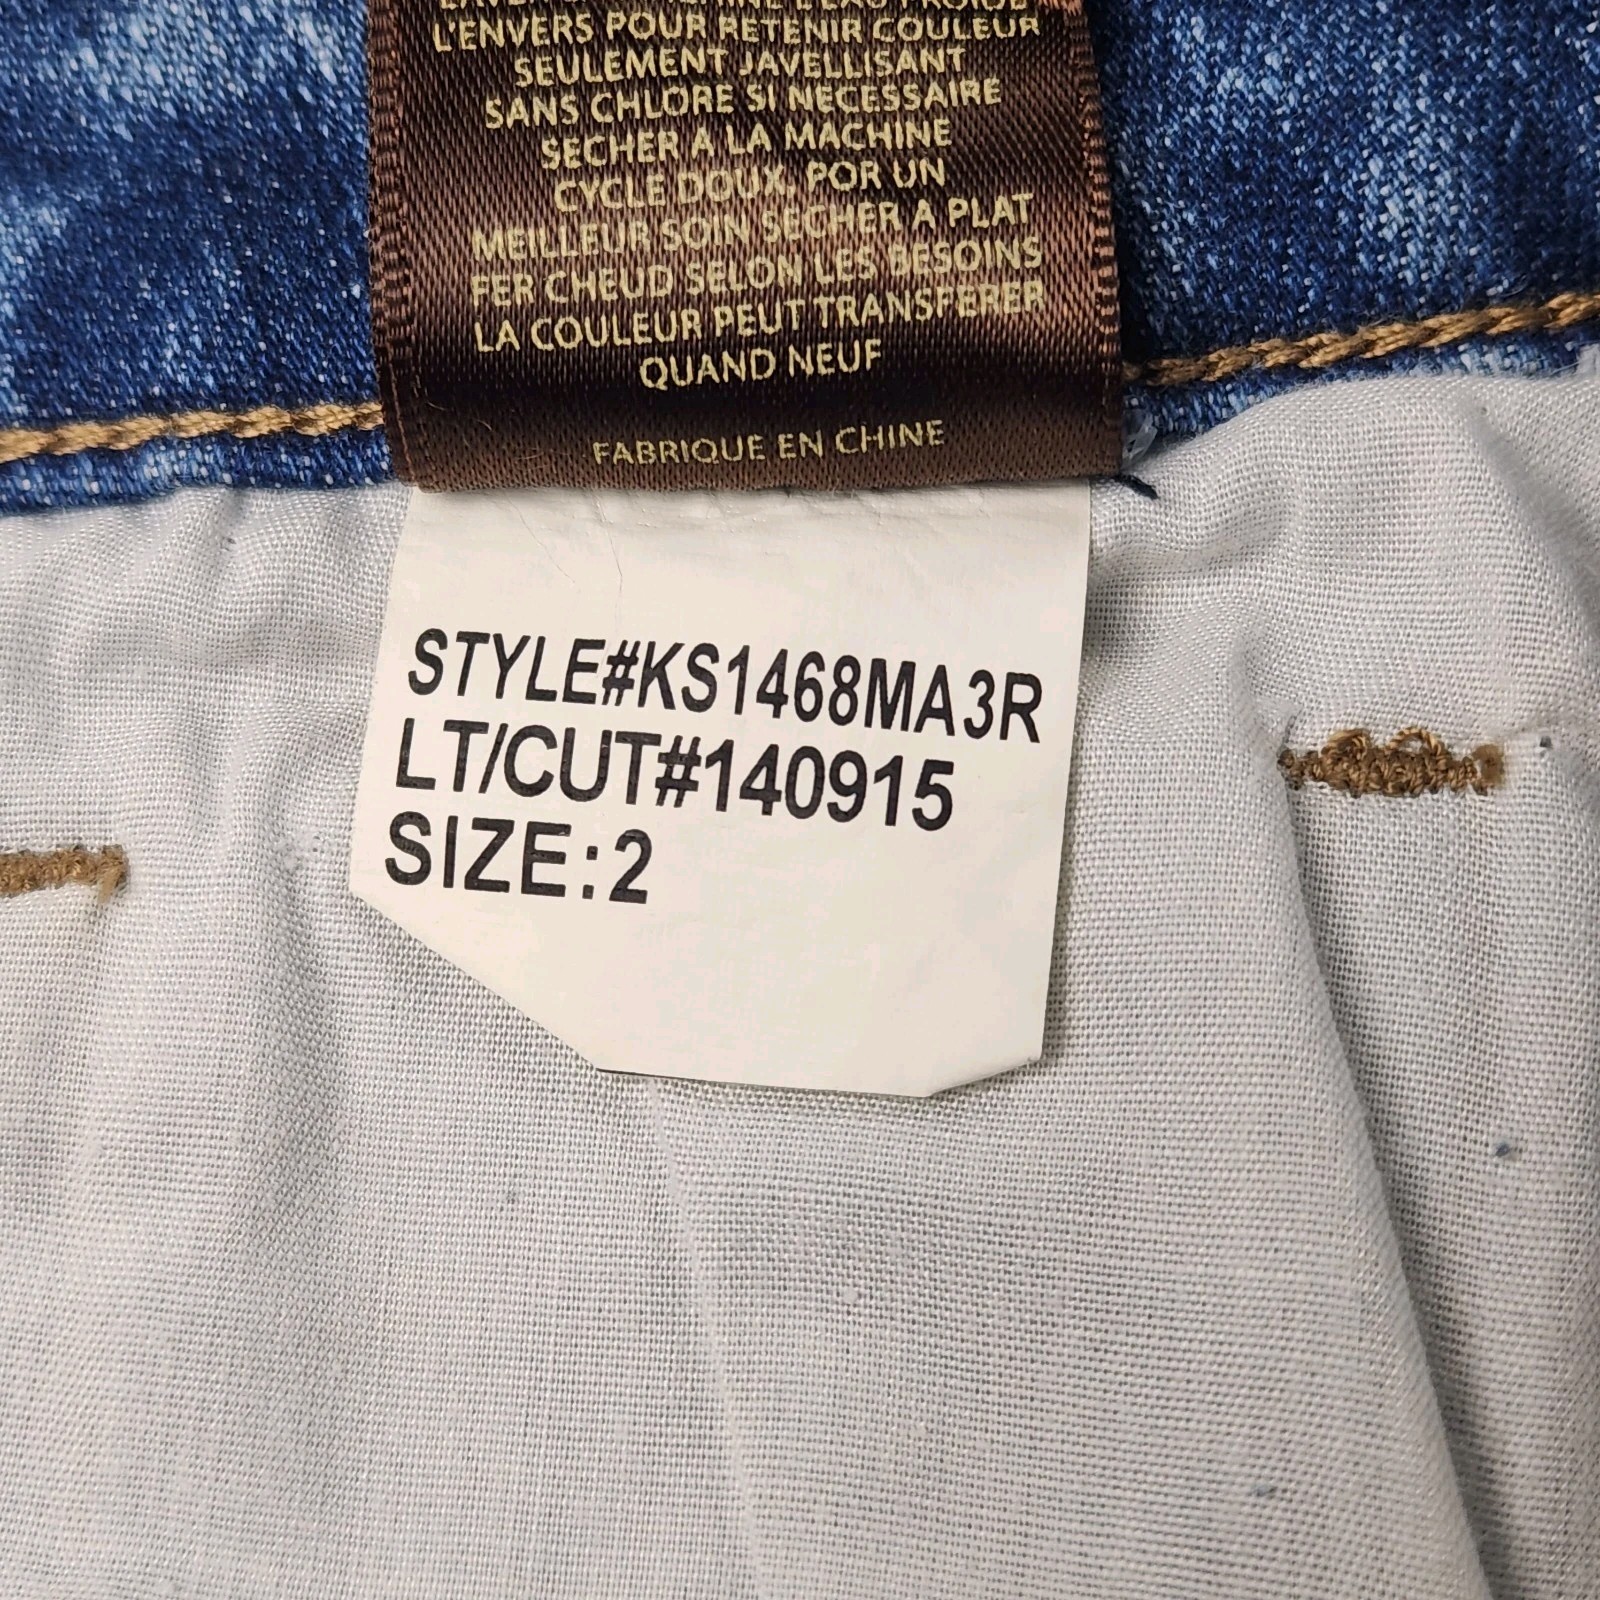 L'ENVERS POUR RETENIR COULEUR
SEULEMENT JAVELLISANT
SANS CHLORE SI NECESSAIRE
SECHER A LA MACHINE
CYCLE DOUX, POR UN
MEILLEUR SOIN SECHER A PLAT
FER CHEUD SELON LES BESOINS
LA COULEUR PEUT TRANSFERER
QUAND NEUF
FABRIQUE EN CHINE
STYLE#KS1468MA3R
LT/CUT#140915
SIZE:2